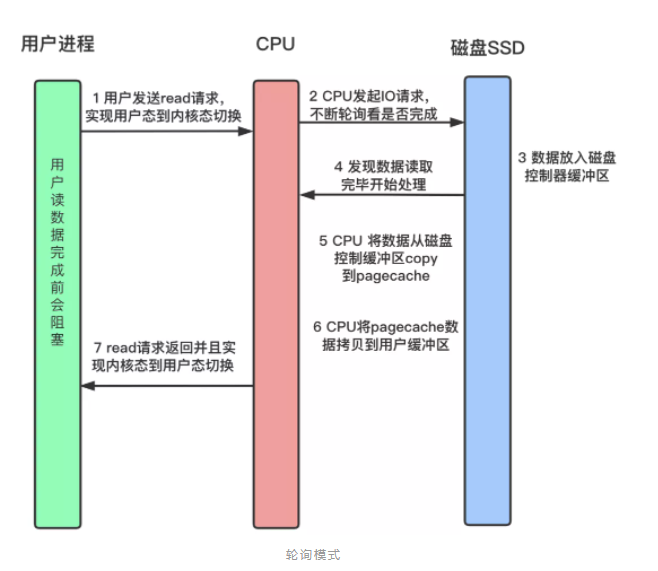 用户进程
CPU
磁盘SSD
1 用户发送read请求，
实现用户态到内核态切换
2 CPU发起IO请求，
不断轮询看是否完成
3 数据放入磁盘
控制器缓冲区
4 发现数据读取
完毕开始处理
5 CPU 将数据从磁盘
控制缓冲区copy
到pagecache
6 CPU将pagecache数
据拷贝到用户缓冲区
7 read请求返回并且实
现内核态到用户态切换
用户读数据完成前会阻塞
轮询模式